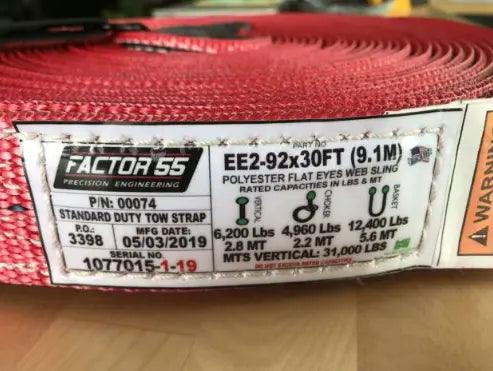 FACTOR 55
PRECISION ENGINEERING
P/N: 00074
STANDARD DUTY TOW STRAP
P.O.: MFG DATE:
3398 05/03/2019
SERIAL NO.
1077015-1-19
PART NO
EE2-92x30FT (9.1M)
POLYESTER FLAT EYES WEB SLING
RATED CAPACITIES IN LBS & MT
VERTICAL CHOKER BASKET
6,200 Lbs 4,960 Lbs 12,400 Lbs
2.8 MT 2.2 MT 5.6 MT
MTS VERTICAL: 31,000 LBS
DO NOT EXCEED RATED CAPACITIES
WARNING